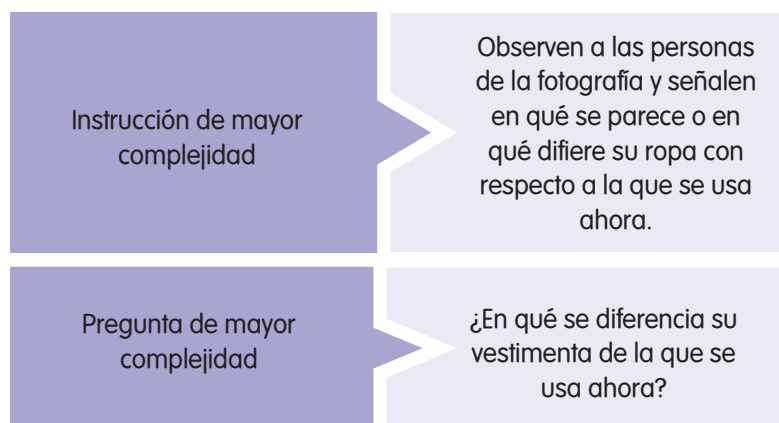 Instrucción de mayor
complejidad
Observen a las personas
de la fotografía y señalen
en qué se parece o en
qué difiere su ropa con
respecto a la que se usa
ahora.
Pregunta de mayor
complejidad
¿En qué se diferencia su
vestimenta de la que se
usa ahora?